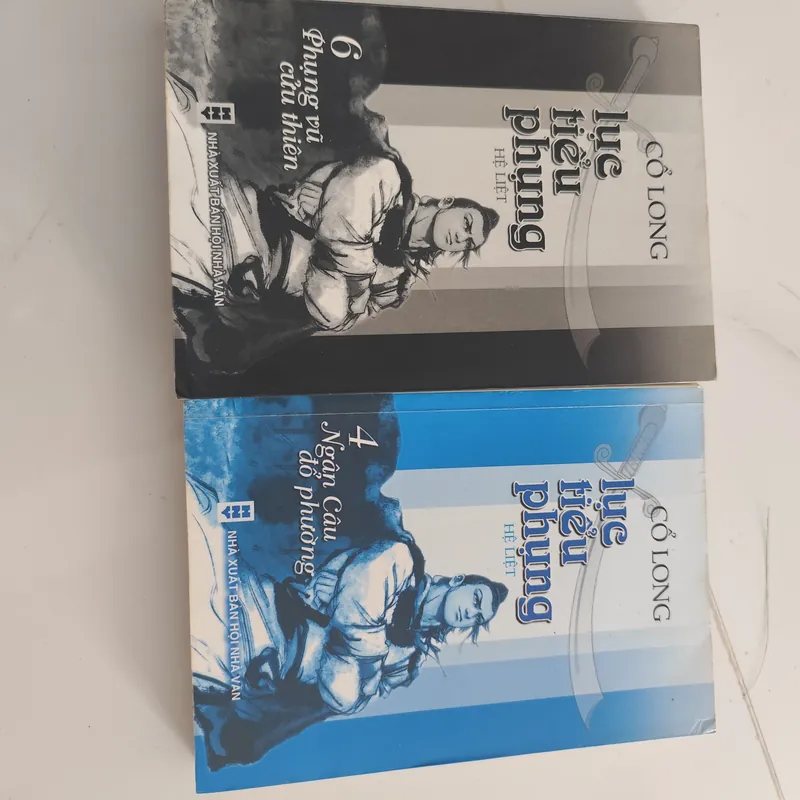 CỔ LONG
lục
tiểu
phụng
HỆ LIỆT
6
Phụng vũ
cửu thiên
NHÀ XUẤT BẢN HỘI NHÀ VĂN
CỔ LONG
lục
tiểu
phụng
HỆ LIỆT
4
Ngân Câu
đổ phường
NHÀ XUẤT BẢN HỘI NHÀ VĂN